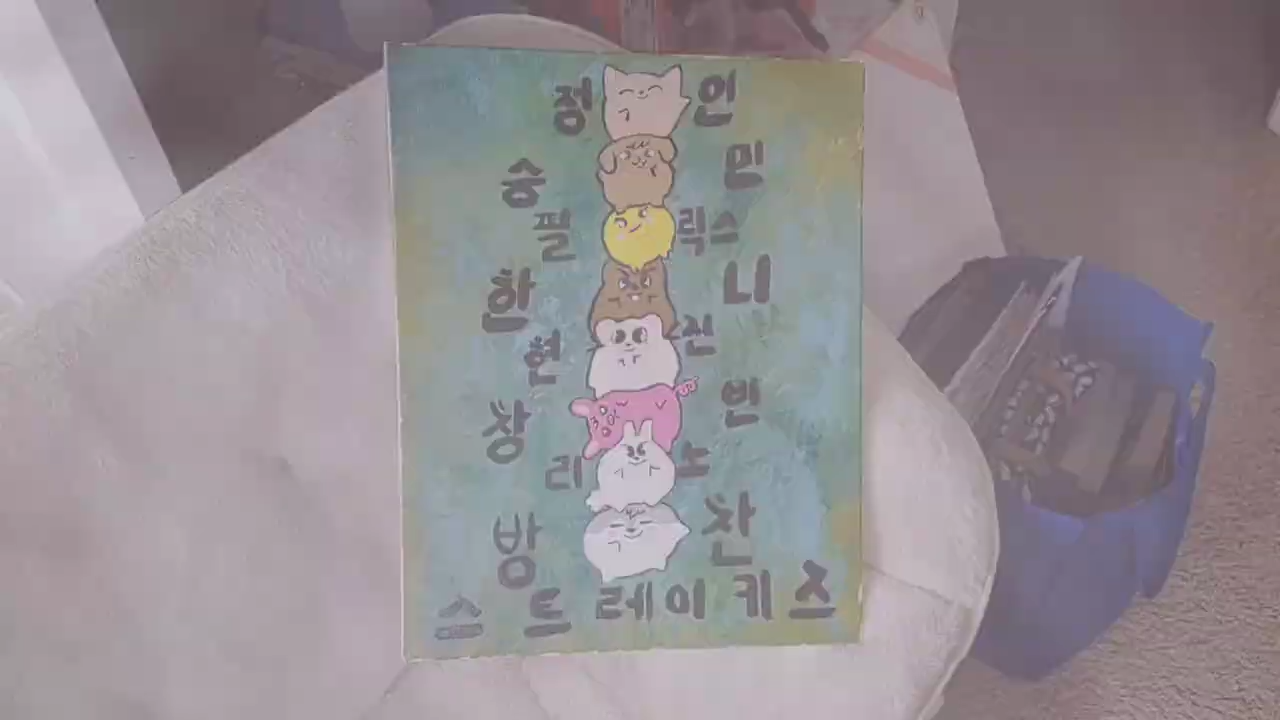 정 인
승 민
필 릭스
한 니
현 진
창 빈
리 노
방 찬
스트레이 키즈